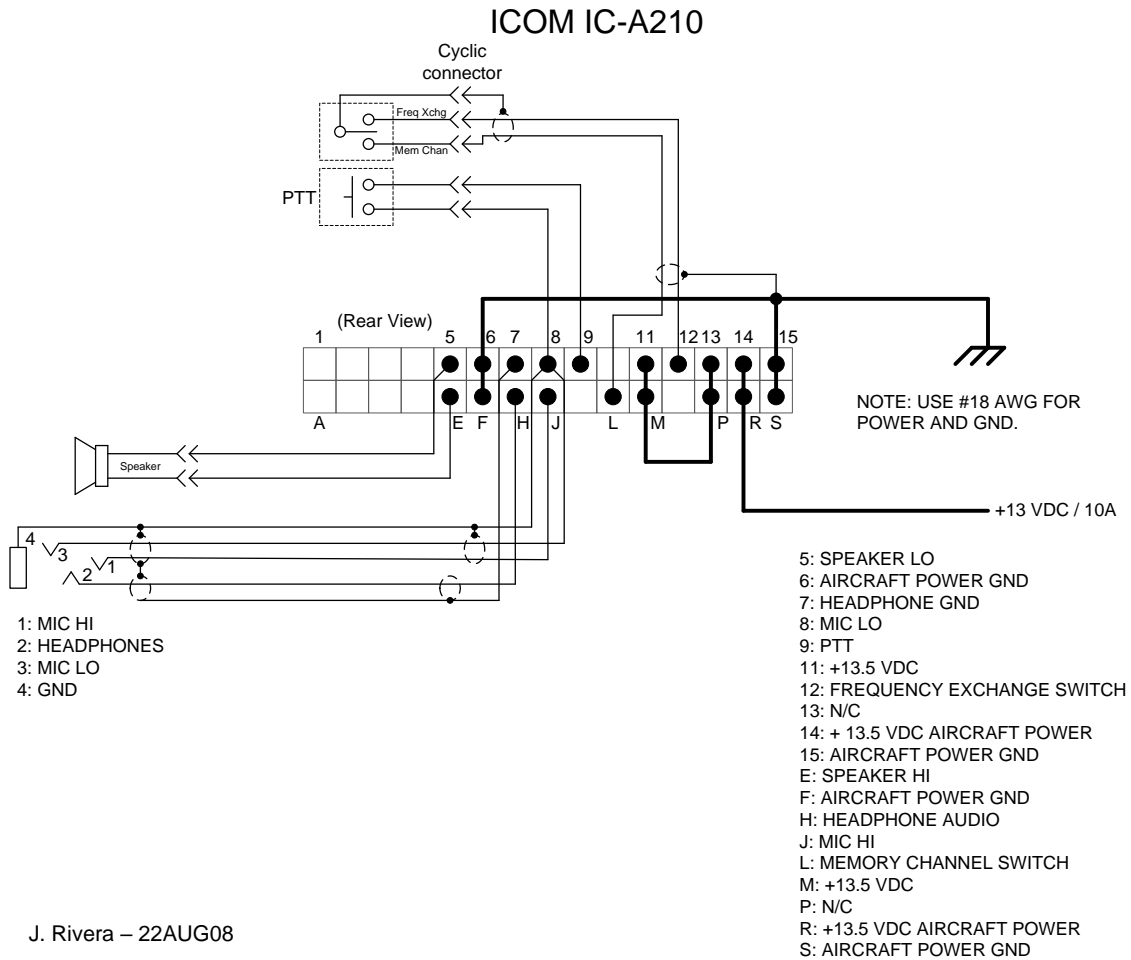 ICOM IC-A210
Cyclic
connector
Freq Xchg
Mem Chan
PTT
(Rear View)
1 5 6 7 8 9 11 12 13 14 15
A E F H J L M P R S
NOTE: USE #18 AWG FOR
POWER AND GND.
Speaker
+13 VDC / 10A
4
3
1
2
1: MIC HI
2: HEADPHONES
3: MIC LO
4: GND
5: SPEAKER LO
6: AIRCRAFT POWER GND
7: HEADPHONE GND
8: MIC LO
9: PTT
11: +13.5 VDC
12: FREQUENCY EXCHANGE SWITCH
13: N/C
14: + 13.5 VDC AIRCRAFT POWER
15: AIRCRAFT POWER GND
E: SPEAKER HI
F: AIRCRAFT POWER GND
H: HEADPHONE AUDIO
J: MIC HI
L: MEMORY CHANNEL SWITCH
M: +13.5 VDC
P: N/C
R: +13.5 VDC AIRCRAFT POWER
S: AIRCRAFT POWER GND
J. Rivera – 22AUG08